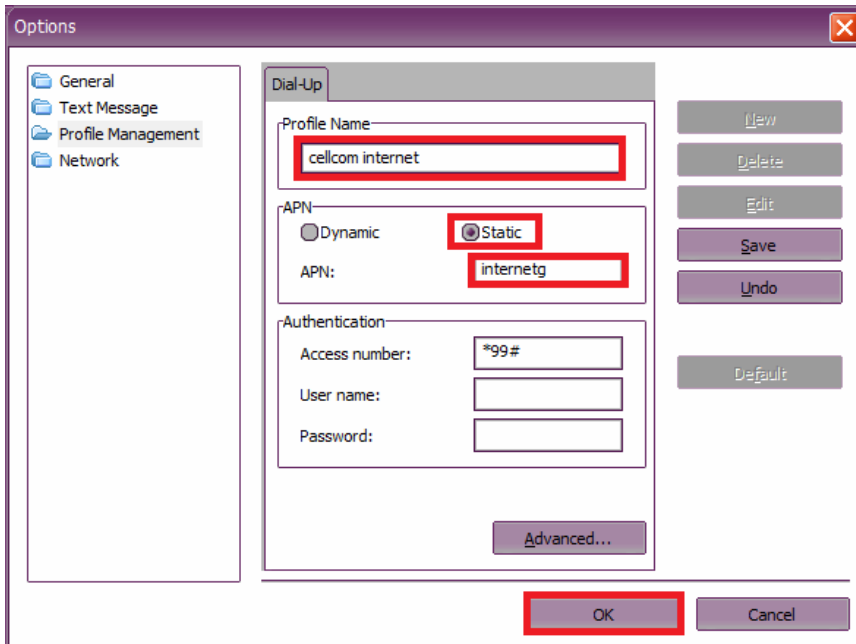 Options
General
Text Message
Profile Management
Network
Dial-Up
Profile Name
cellcom internet
APN
Dynamic
Static
APN:
internetg
Authentication
Access number:
*99#
User name:
Password:
Advanced...
New
Delete
Edit
Save
Undo
Default
OK
Cancel